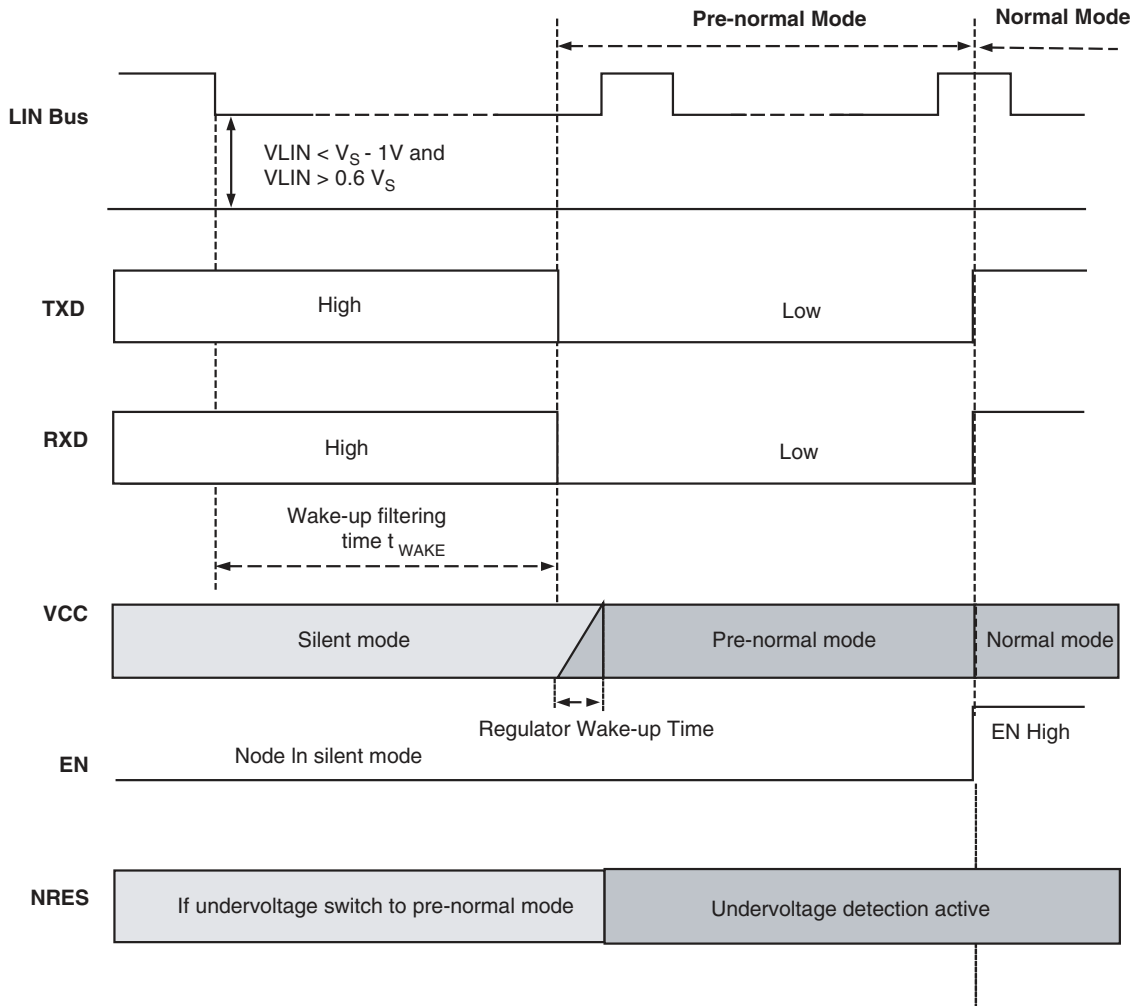 Pre-normal Mode
Normal Mode
LIN Bus
VLIN < VS - 1V and
VLIN > 0.6 VS
TXD
High
Low
RXD
High
Low
Wake-up filtering
time tWAKE
VCC
Silent mode
Pre-normal mode
Normal mode
Regulator Wake-up Time
EN High
EN
Node In silent mode
NRES
If undervoltage switch to pre-normal mode
Undervoltage detection active